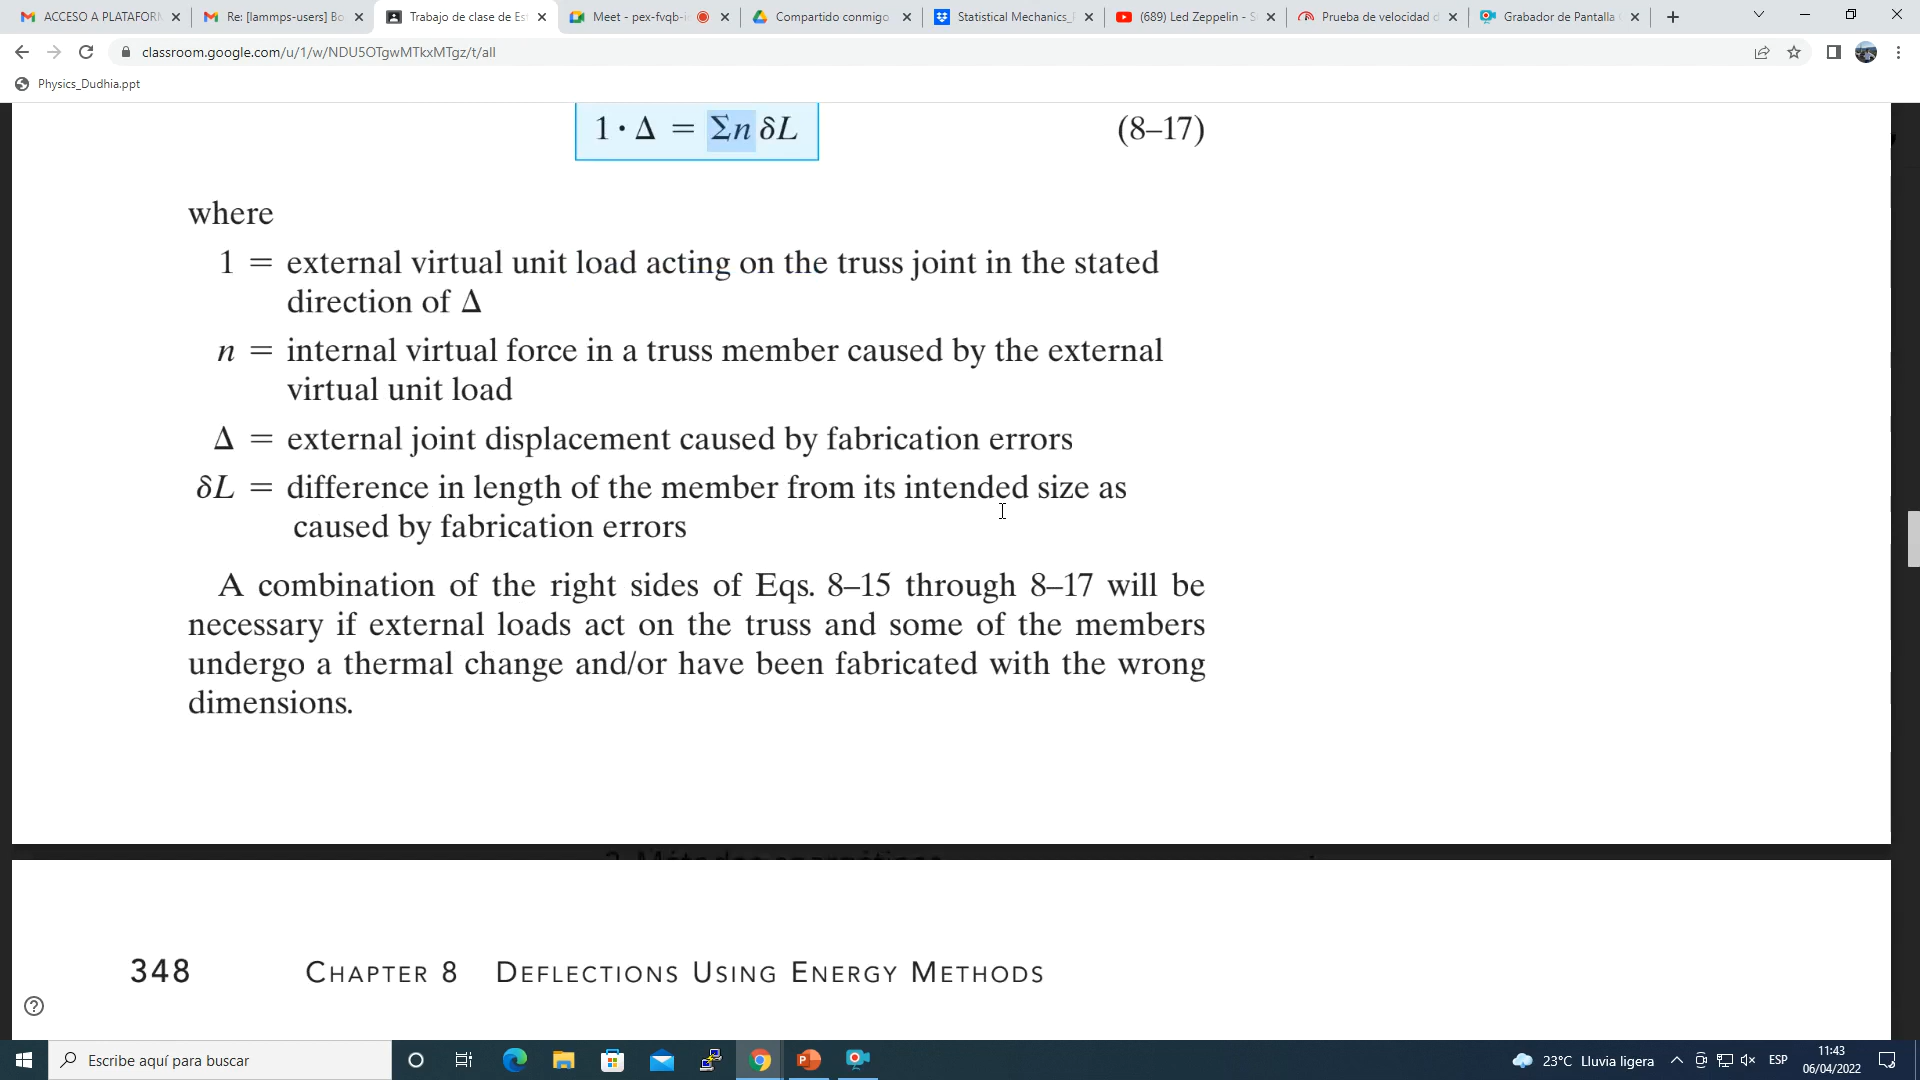 ACCESO A PLATAFORM
Re: [lammps-users] Bo
Trabajo de clase de Es
Meet - pex-fvqb-
Compartido conmigo
Statistical Mechanics_
(689) Led Zeppelin - S
Prueba de velocidad d
Grabador de Pantalla
classroom.google.com/u/1/w/NDU5OTgwMTkxMTgz/t/all
Physics_Dudhia.ppt
1 · Δ = Σn δL (8–17)
where
1 = external virtual unit load acting on the truss joint in the stated
direction of Δ
n = internal virtual force in a truss member caused by the external
virtual unit load
Δ = external joint displacement caused by fabrication errors
δL = difference in length of the member from its intended size as
caused by fabrication errors
A combination of the right sides of Eqs. 8–15 through 8–17 will be
necessary if external loads act on the truss and some of the members
undergo a thermal change and/or have been fabricated with the wrong
dimensions.
348 CHAPTER 8 DEFLECTIONS USING ENERGY METHODS
Escribe aquí para buscar
23°C Lluvia ligera
ESP
11:43
06/04/2022